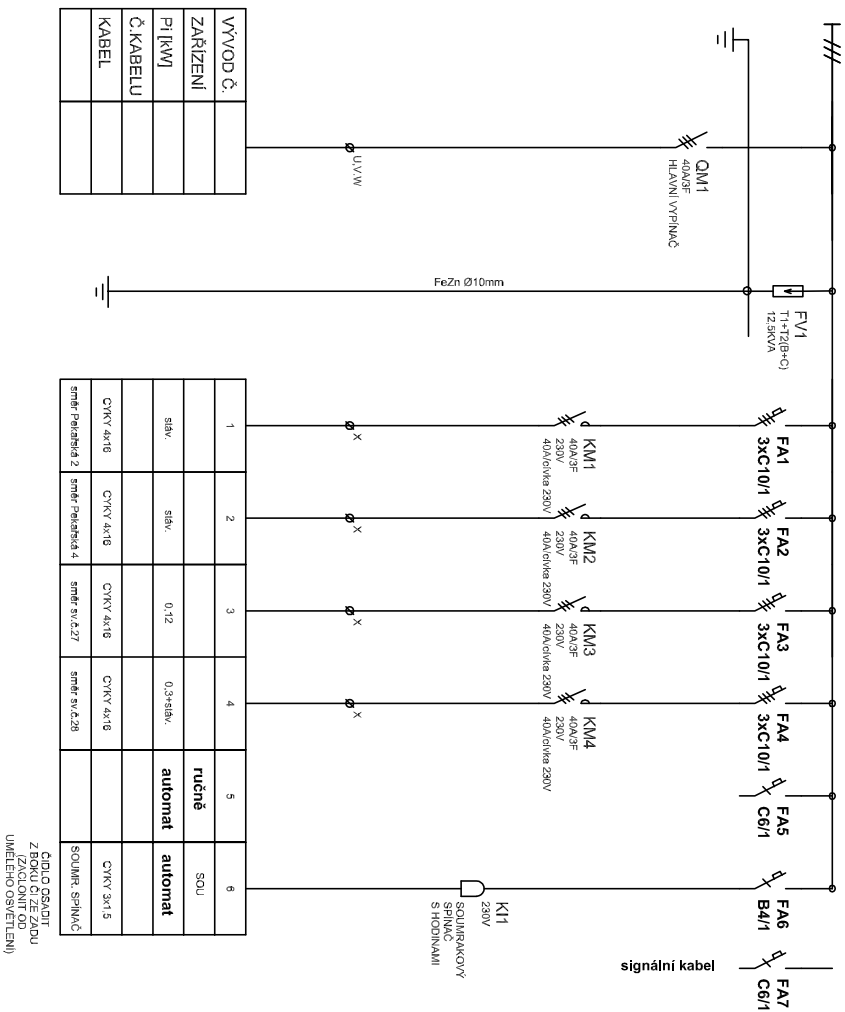 QM1
40A/3F
HLAVNÍ VYPÍNAČ
U,V,W
FeZn Ø10mm
FV1
T1+T2(B+C)
12,5KVA
FA1
3xC10/1
FA2
3xC10/1
FA3
3xC10/1
FA4
3xC10/1
FA5
C6/1
FA6
B4/1
FA7
C6/1
signální kabel
KM1
40A/3F
230V
40A/cívka 230V
KM2
40A/3F
230V
40A/cívka 230V
KM3
40A/3F
230V
40A/cívka 230V
KM4
40A/3F
230V
40A/cívka 230V
KI1
230V
SOUMRAKOVÝ
SPÍNAČ
S HODINAMI
X
X
X
X
VÝVOD Č. 1 2 3 4 5 6
ZAŘÍZENÍ ručně SOU
Pi [kW] stáv. stáv. 0,12 0,3+stáv. automat automat
Č.KABELU
KABEL CYKY 4x16 CYKY 4x16 CYKY 4x16 CYKY 4x16 CYKY 3x1,5
směr Pekařská 2 směr Pekařská 4 směr sv.č.27 směr sv.č.28 SOUMR. SPÍNAČ
ČIDLO OSADIT
Z BOKU ČI ZE ZADU
(ZACLONIT OD
UMĚLÉHO OSVĚTLENÍ)